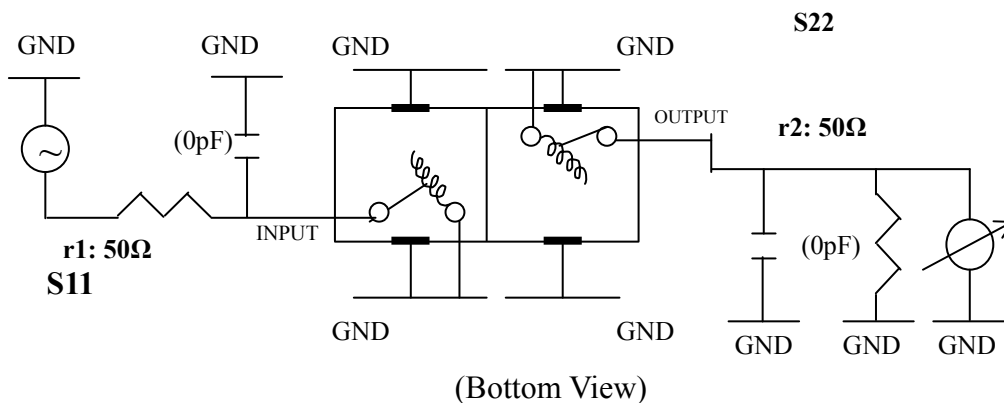 S22
GND
GND
GND
GND
(0pF)
OUTPUT
r2: 50Ω
~
INPUT
r1: 50Ω
S11
(0pF)
GND
GND
GND
GND
GND
(Bottom View)